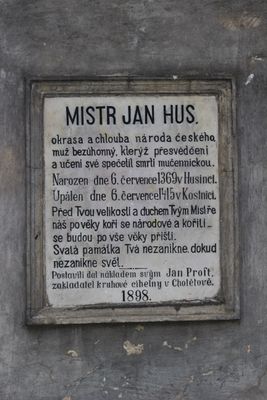 MISTR JAN HUS,
okrasa a chlouba národa českého,
muž bezúhonný, kterýž přesvědčení
a učení své spečetil smrtí mučennickou.
Narozen dne 6. července 1369 v Husinci.
Upálen dne 6. července 1415 v Kostnici.
Před Tvou velikostí a duchem Tvým Mistře
náš po věky koří se národové a kořiti
se budou po vše věky příští.
Svatá památka Tvá nezanikne, dokud
nezanikne svět.
Postaviti dal nákladem svým Jan Proft,
zakladatel kruhové cihelny v Chotětově.
1898.